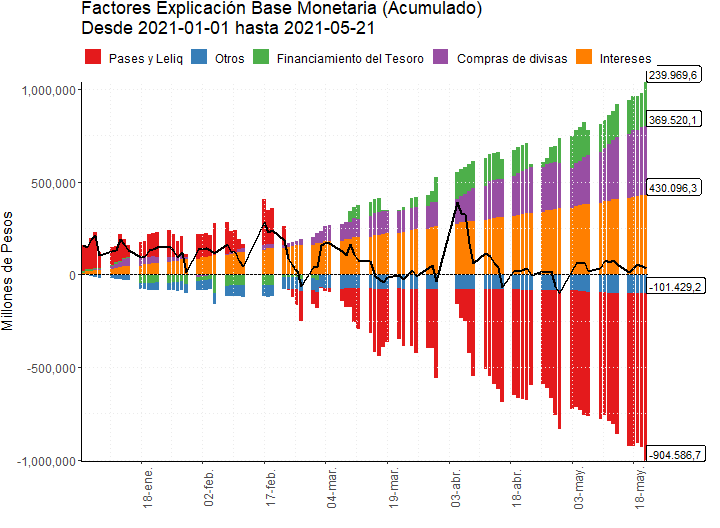 Factores Explicación Base Monetaria (Acumulado)
Desde 2021-01-01 hasta 2021-05-21
Pases y Leliq Otros Financiamiento del Tesoro Compras de divisas Intereses
Millones de Pesos
1,000,000
500,000
0
-500,000
-1,000,000
239.969,6
369.520,1
430.096,3
-101.429,2
-904.586,7
18-ene. 02-feb. 17-feb. 04-mar. 19-mar. 03-abr. 18-abr. 03-may. 18-may.